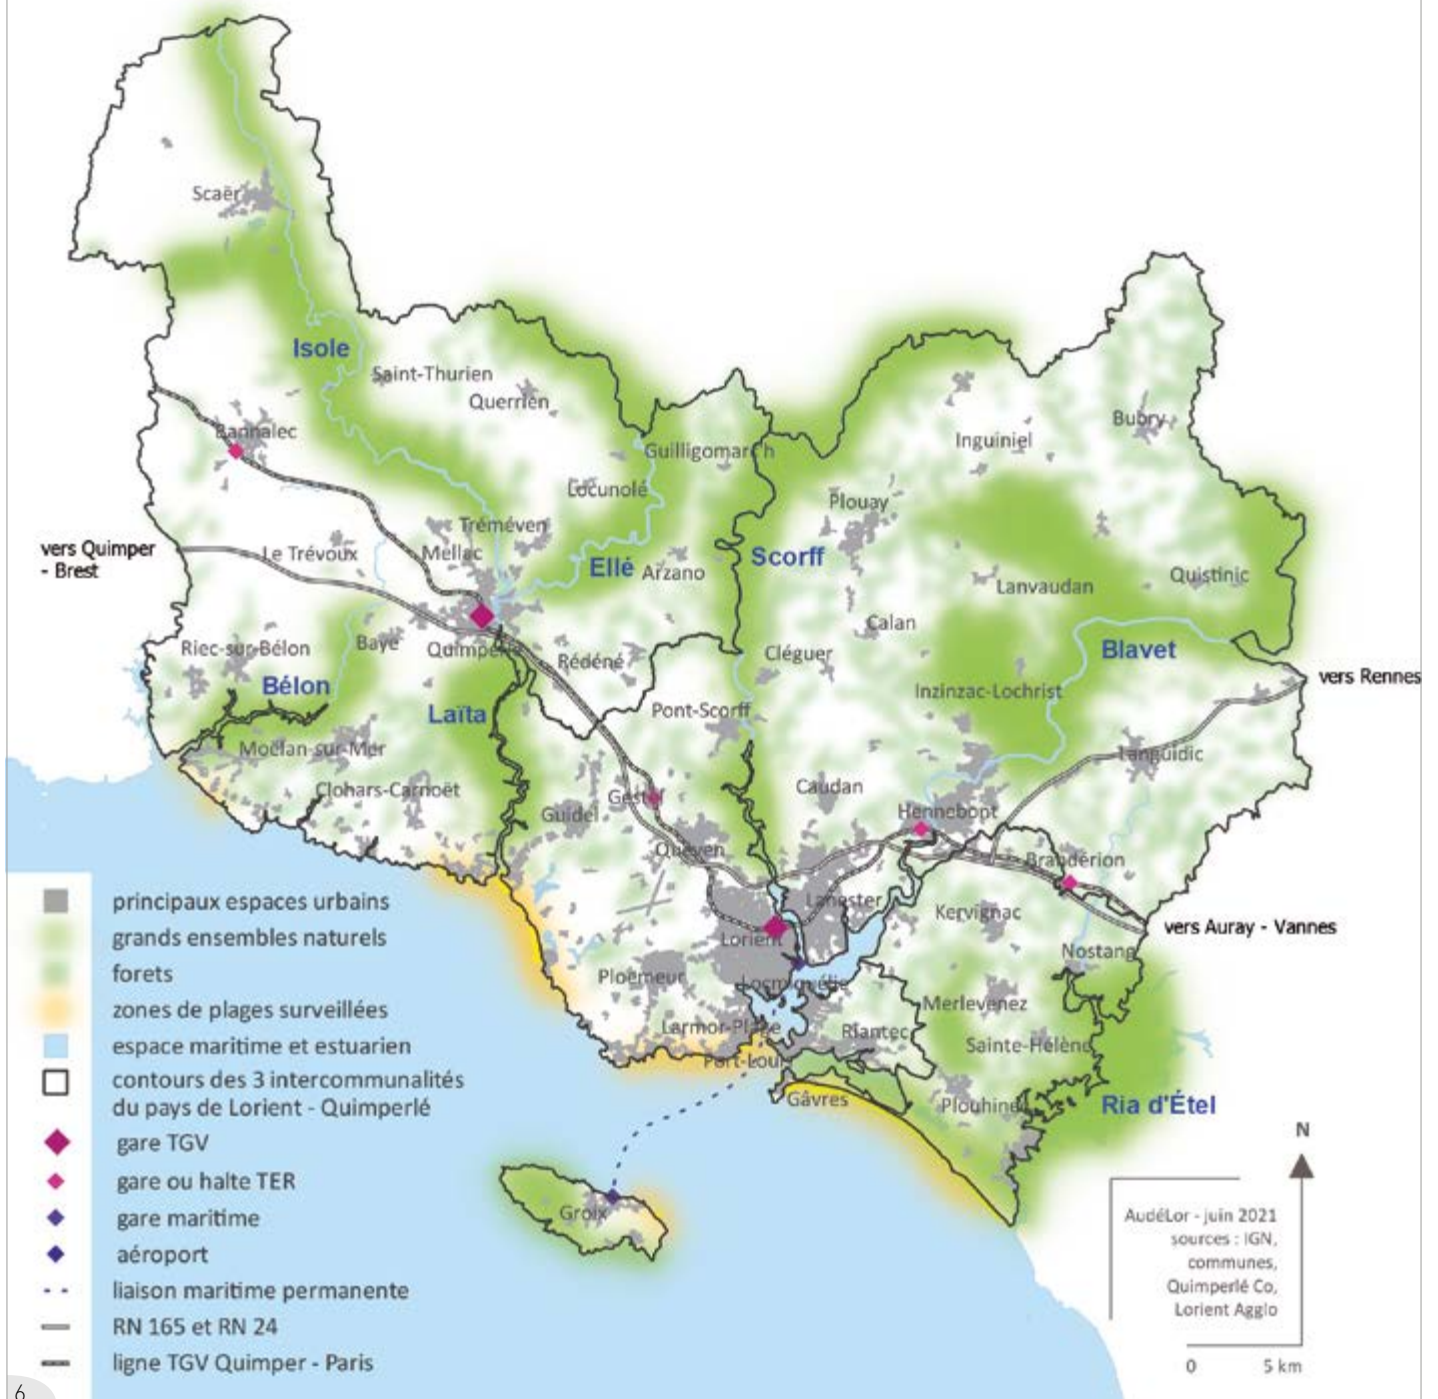 Scaër
Isole
Saint-Thurien
Querrien
Bannalec
Guilligomarc'h
Inguiniel
Bubry
Locunolé
Plouay
Tréméven
vers Quimper
- Brest
Le Trévoux
Mellac
Ellé
Arzano
Scorff
Lanvaudan
Quistinic
Calan
Riec-sur-Bélon
Baye
Quimperlé
Rédéné
Cléguer
Blavet
vers Rennes
Bélon
Laïta
Pont-Scorff
Inzinzac-Lochrist
Moëlan-sur-Mer
Languidic
Clohars-Carnoët
Guidel
Gestel
Caudan
Hennebont
Quéven
Brandérion
Lanester
Kervignac
vers Auray - Vannes
Lorient
Nostang
Ploemeur
Locmiquélic
Merlevenez
Larmor-Plage
Riantec
Sainte-Hélène
Port-Louis
Gâvres
Plouhinec
Ria d'Étel
Groix
principaux espaces urbains
grands ensembles naturels
forets
zones de plages surveillées
espace maritime et estuarien
contours des 3 intercommunalités
du pays de Lorient - Quimperlé
gare TGV
gare ou halte TER
gare maritime
aéroport
liaison maritime permanente
RN 165 et RN 24
ligne TGV Quimper - Paris
N
AudéLor - juin 2021
sources : IGN,
communes,
Quimperlé Co,
Lorient Agglo
0 5 km
6